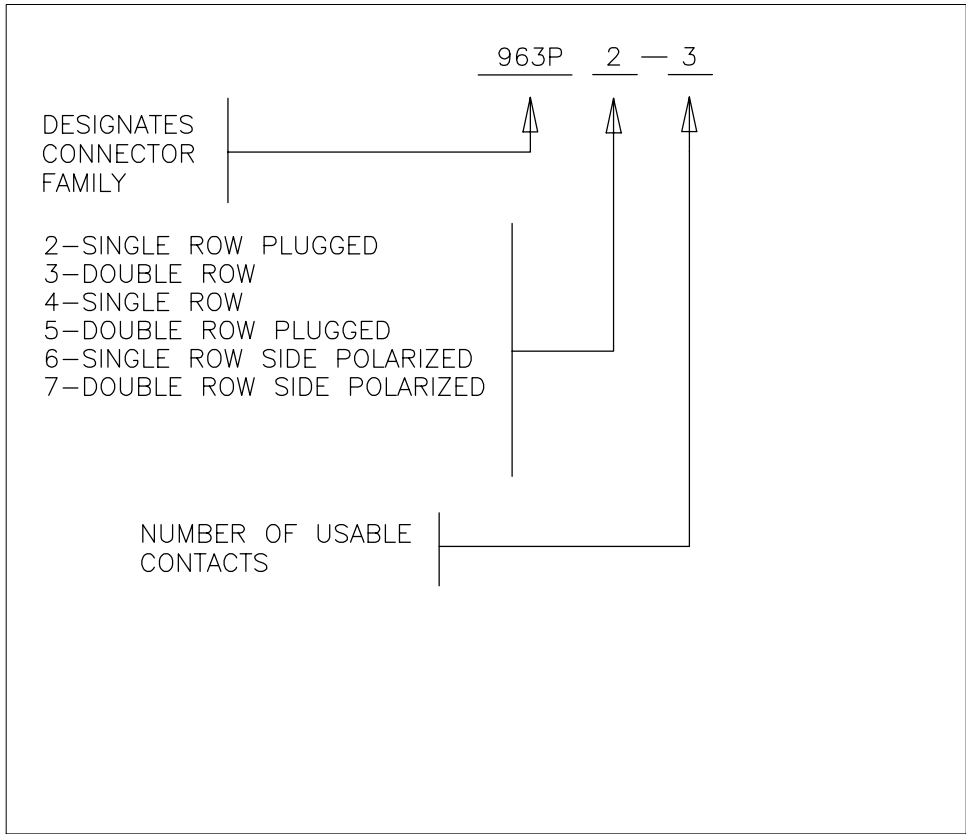 963P 2 — 3
DESIGNATES
CONNECTOR
FAMILY
2—SINGLE ROW PLUGGED
3—DOUBLE ROW
4—SINGLE ROW
5—DOUBLE ROW PLUGGED
6—SINGLE ROW SIDE POLARIZED
7—DOUBLE ROW SIDE POLARIZED
NUMBER OF USABLE
CONTACTS